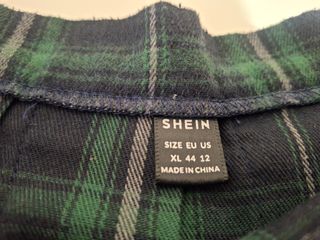 SHEIN
SIZE EU US
XL 44 12
MADE IN CHINA